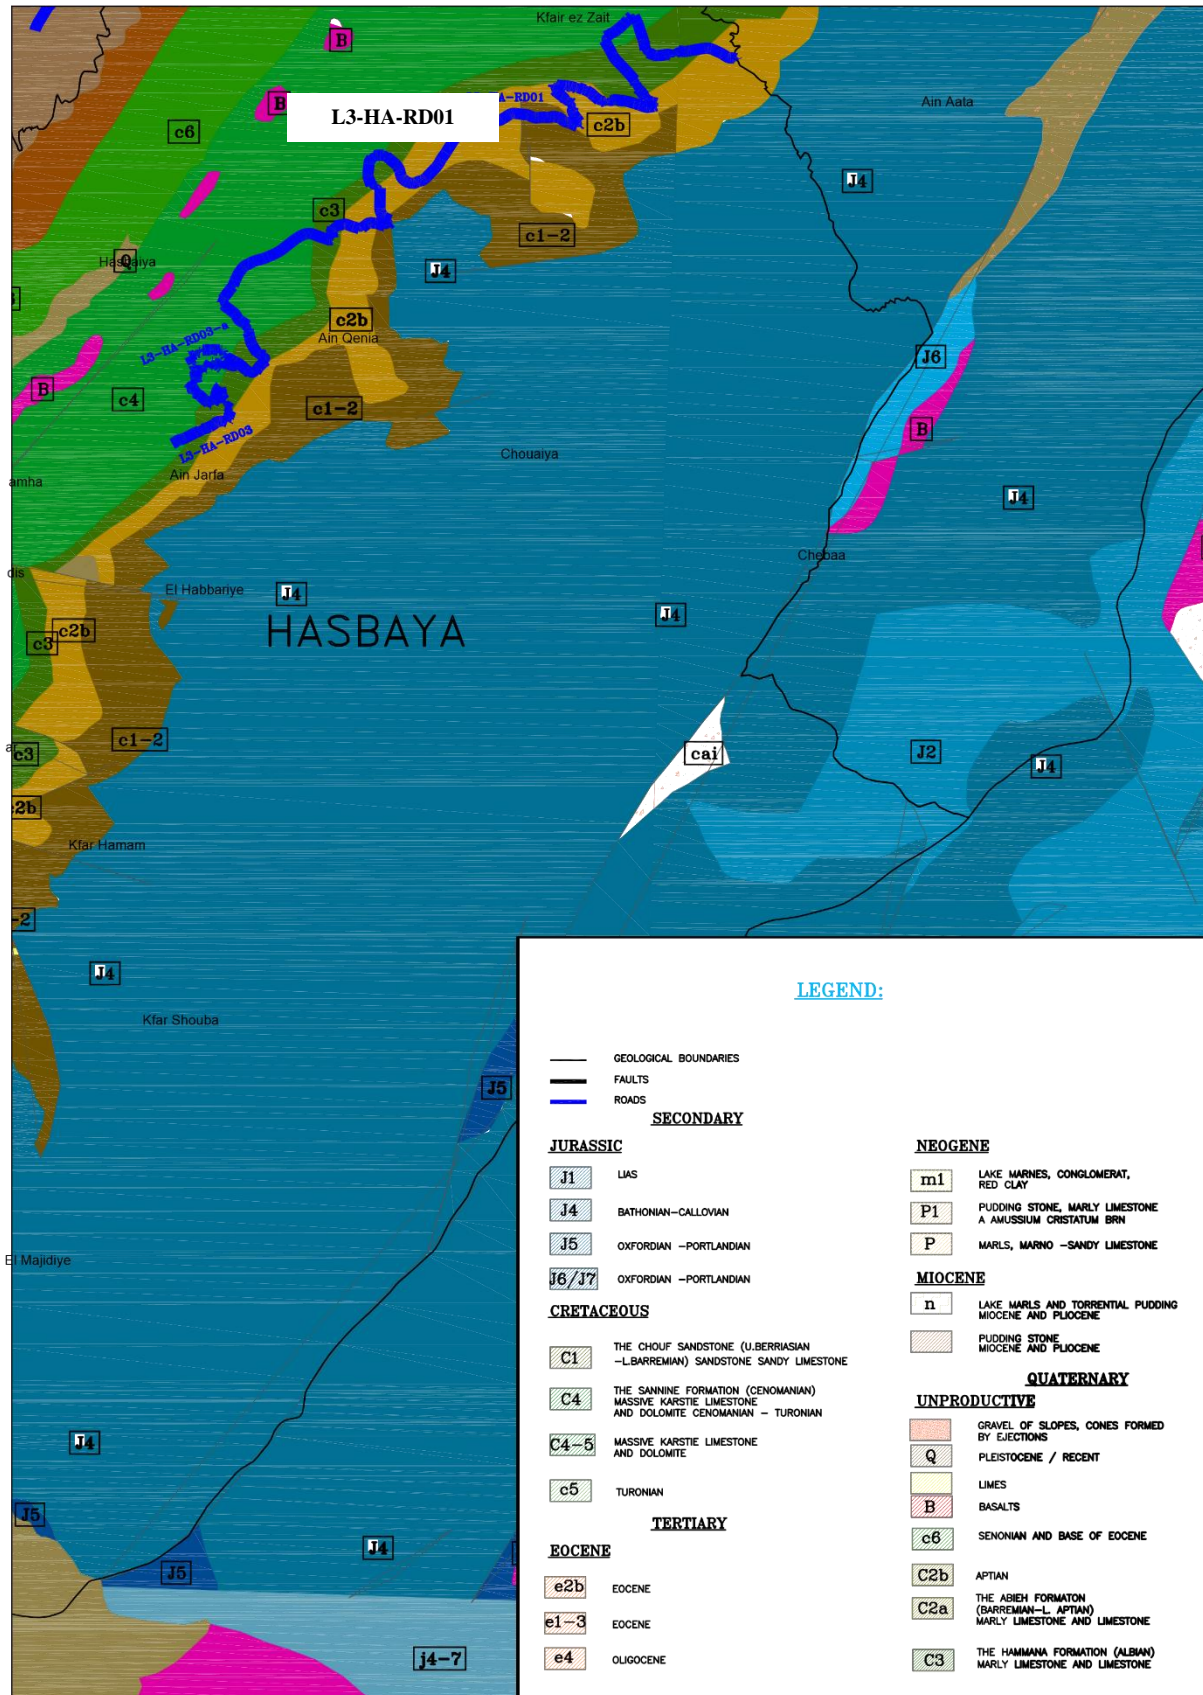 Kfair ez Zait
B
Ain Aata
B
L3-HA-RD01
A-RD01
c6
c2b
J4
c3
c1-2
Q
Hasbaiya
J4
c2b
Ain Qenia
L3-HA-RD03-a
J6
B
c4
c1-2
B
L3-HA-RD03
Chouaiya
Ain Jarfa
amha
J4
Chebaa
dis
El Habbariye
J4
J4
HASBAYA
c2b
c3
c1-2
ar
c3
cai
J2
J4
2b
Kfar Hamam
-2
J4
Kfar Shouba
J5
El Majidiye
J4
J5
J4
J5
j4-7
LEGEND:
GEOLOGICAL BOUNDARIES
FAULTS
ROADS
SECONDARY
JURASSIC
J1 LIAS
J4 BATHONIAN-CALLOVIAN
J5 OXFORDIAN -PORTLANDIAN
J6/J7 OXFORDIAN -PORTLANDIAN
CRETACEOUS
C1 THE CHOUF SANDSTONE (U.BERRIASIAN
-L.BARREMIAN) SANDSTONE SANDY LIMESTONE
C4 THE SANNINE FORMATION (CENOMANIAN)
MASSIVE KARSTIE LIMESTONE
AND DOLOMITE CENOMANIAN - TURONIAN
C4-5 MASSIVE KARSTIE LIMESTONE
AND DOLOMITE
c5 TURONIAN
TERTIARY
EOCENE
e2b EOCENE
e1-3 EOCENE
e4 OLIGOCENE
NEOGENE
m1 LAKE MARNES, CONGLOMERAT,
RED CLAY
P1 PUDDING STONE, MARLY LIMESTONE
A AMUSSIUM CRISTATUM BRN
P MARLS, MARNO -SANDY LIMESTONE
MIOCENE
n LAKE MARLS AND TORRENTIAL PUDDING
MIOCENE AND PLIOCENE
PUDDING STONE
MIOCENE AND PLIOCENE
QUATERNARY
UNPRODUCTIVE
GRAVEL OF SLOPES, CONES FORMED
BY EJECTIONS
Q PLEISTOCENE / RECENT
LIMES
B BASALTS
c6 SENONIAN AND BASE OF EOCENE
C2b APTIAN
C2a THE ABIEH FORMATON
(BARREMIAN-L. APTIAN)
MARLY LIMESTONE AND LIMESTONE
C3 THE HAMMANA FORMATION (ALBIAN)
MARLY LIMESTONE AND LIMESTONE